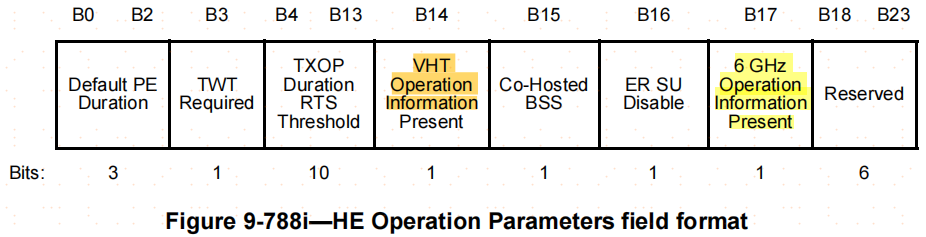 B0 B2 B3 B4 B13 B14 B15 B16 B17 B18 B23
Default PE
Duration
TWT
Required
TXOP
Duration
RTS
Threshold
VHT
Operation
Information
Present
Co-Hosted
BSS
ER SU
Disable
6 GHz
Operation
Information
Present
Reserved
Bits: 3 1 10 1 1 1 1 6
Figure 9-788i—HE Operation Parameters field format